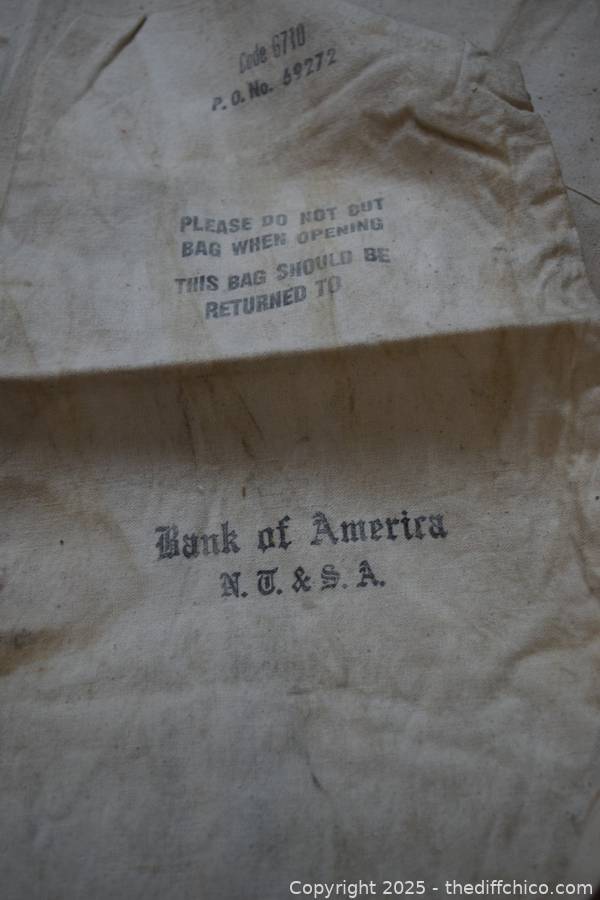 Code 6710
P.O. No. 69272
PLEASE DO NOT CUT
BAG WHEN OPENING
THIS BAG SHOULD BE
RETURNED TO
Bank of America
N. T. & S. A.
Copyright 2025 - thediffchico.com